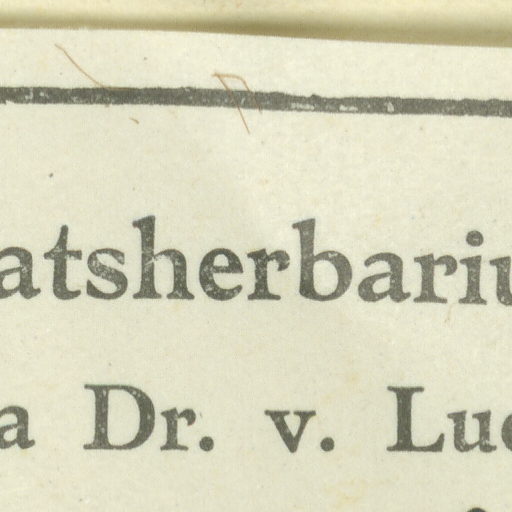 atsherbariu
a Dr. v. Lue